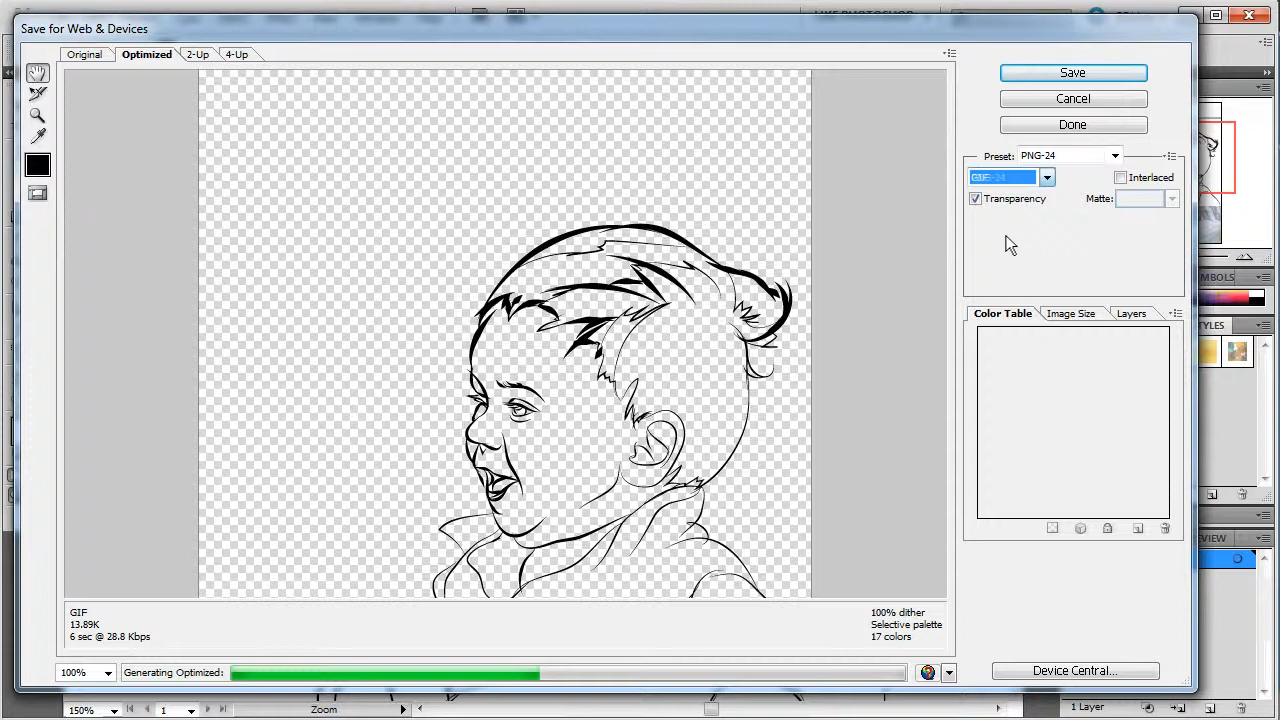 LIKE PHOTOSHOP
Save for Web & Devices
Original
Optimized
2-Up
4-Up
Save
Cancel
Done
Preset: PNG-24
Interlaced
Transparency
Matte:
Color Table
Image Size
Layers
GIF
13.89K
6 sec @ 28.8 Kbps
100% dither
Selective palette
17 colors
100%
Generating Optimized:
Device Central...
150%
1
Zoom
1 Layer